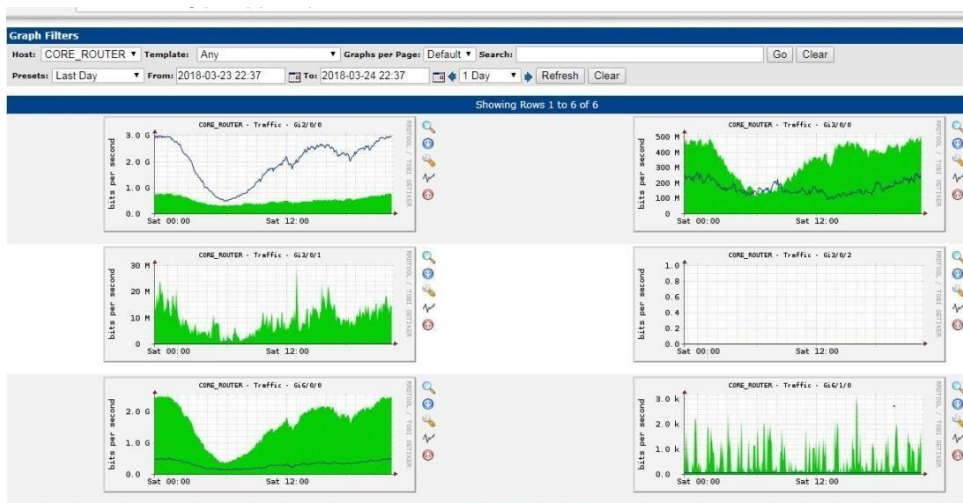 Graph Filters
Host: CORE_ROUTER Template: Any Graphs per Page: Default Search: Go Clear
Presets: Last Day From: 2018-03-23 22:37 To: 2018-03-24 22:37 1 Day Refresh Clear
Showing Rows 1 to 6 of 6
CORE_ROUTER - Traffic - Gi2/0/0
bits per second
3.0 G
2.0 G
1.0 G
0.0
Sat 00:00 Sat 12:00
RRDTOOL / TOBI OETIKER
CORE_ROUTER - Traffic - Gi3/0/0
bits per second
500 M
400 M
300 M
200 M
100 M
0
Sat 00:00 Sat 12:00
RRDTOOL / TOBI OETIKER
CORE_ROUTER - Traffic - Gi3/0/1
bits per second
30 M
20 M
10 M
0
Sat 00:00 Sat 12:00
RRDTOOL / TOBI OETIKER
CORE_ROUTER - Traffic - Gi3/0/2
bits per second
1.0
0.8
0.6
0.4
0.2
0.0
Sat 00:00 Sat 12:00
RRDTOOL / TOBI OETIKER
CORE_ROUTER - Traffic - Gi6/0/0
bits per second
2.0 G
1.0 G
0.0
Sat 00:00 Sat 12:00
RRDTOOL / TOBI OETIKER
CORE_ROUTER - Traffic - Gi6/1/0
bits per second
3.0 k
2.0 k
1.0 k
0.0
Sat 00:00 Sat 12:00
RRDTOOL / TOBI OETIKER